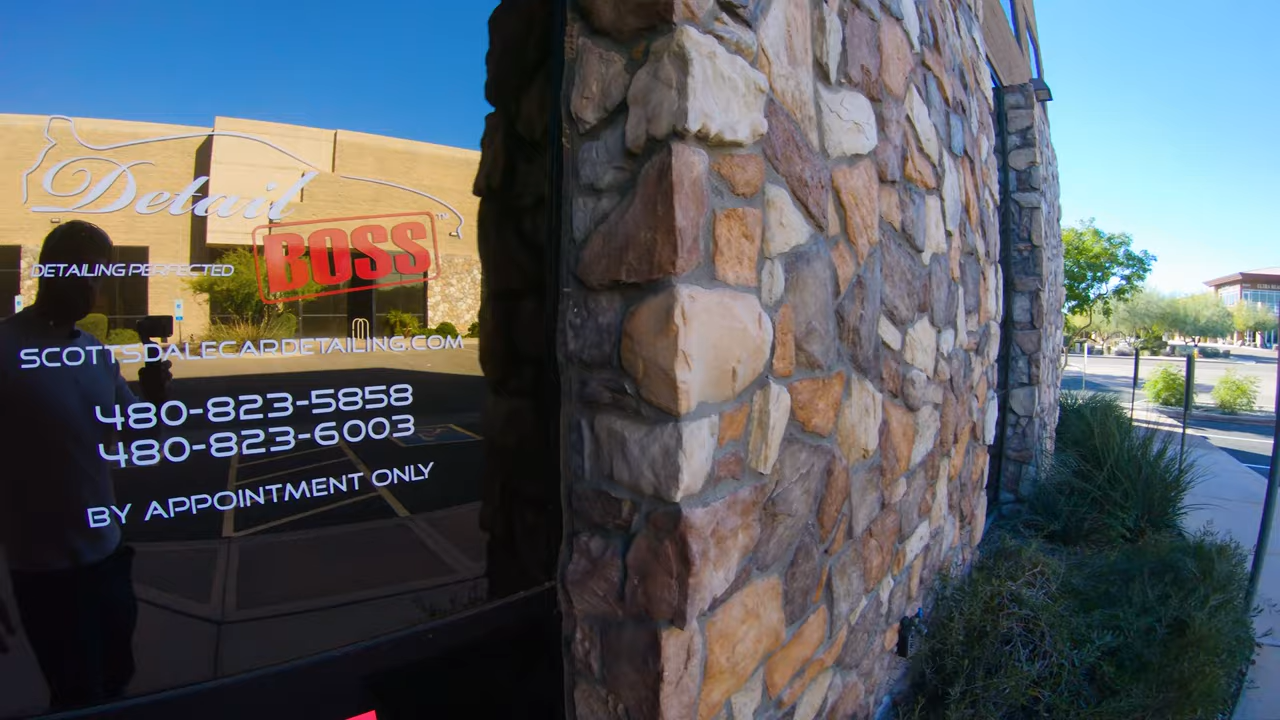 Detail
BOSS
DETAILING PERFECTED
SCOTTSDALECARDETAILING.COM
480-823-5858
480-823-6003
BY APPOINTMENT ONLY